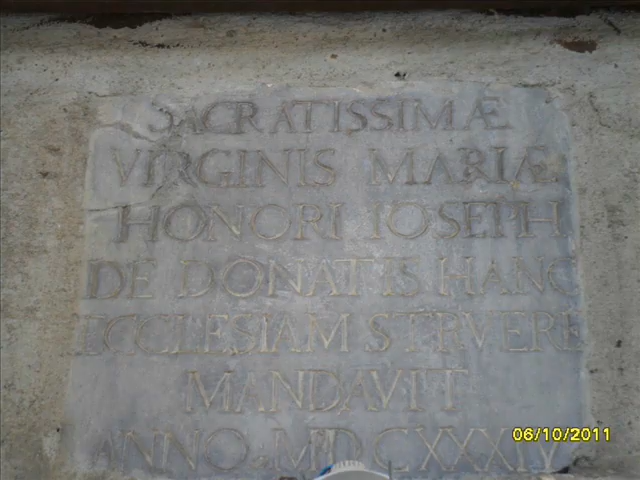 SACRATISSIMÆ
VIRGINIS MARIÆ
HONORI IOSEPH
DE DONATIS HANC
ECCLESIAM STRVERE
MANDAVIT
ANNO MDCXXXIV
06/10/2011